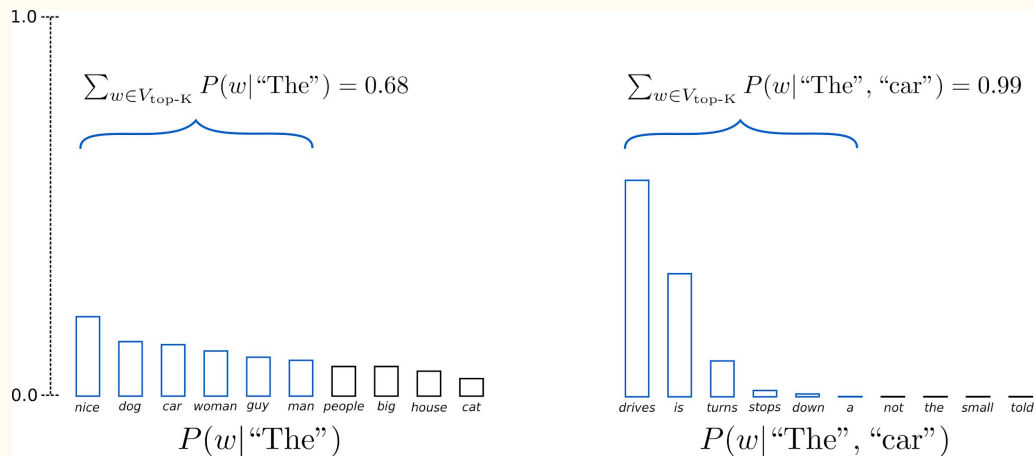 1.0
∑w∈Vtop-K P(w|“The”) = 0.68
∑w∈Vtop-K P(w|“The”, “car”) = 0.99
0.0
nice dog car woman guy man people big house cat
drives is turns stops down a not the small told
P(w|“The”)
P(w|“The”, “car”)